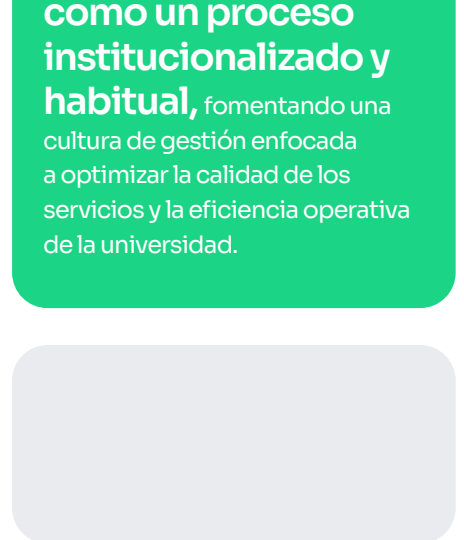 como un proceso
institucionalizado y
habitual, fomentando una
cultura de gestión enfocada
a optimizar la calidad de los
servicios y la eficiencia operativa
de la universidad.